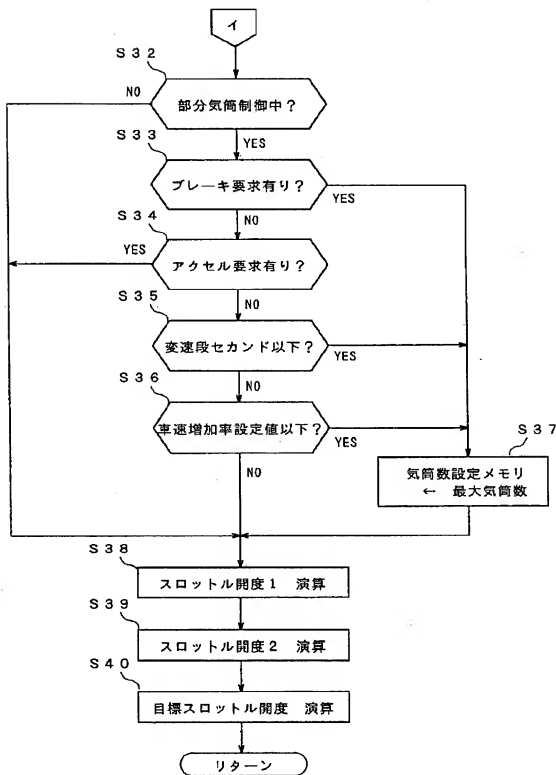 イ
S32
部分気筒制御中?
NO
YES
S33
ブレーキ要求有り?
YES
NO
S34
アクセル要求有り?
YES
NO
S35
変速段セカンド以下?
YES
NO
S36
車速増加率設定値以下?
YES
NO
S37
気筒数設定メモリ
← 最大気筒数
S38
スロットル開度1 演算
S39
スロットル開度2 演算
S40
目標スロットル開度 演算
リターン